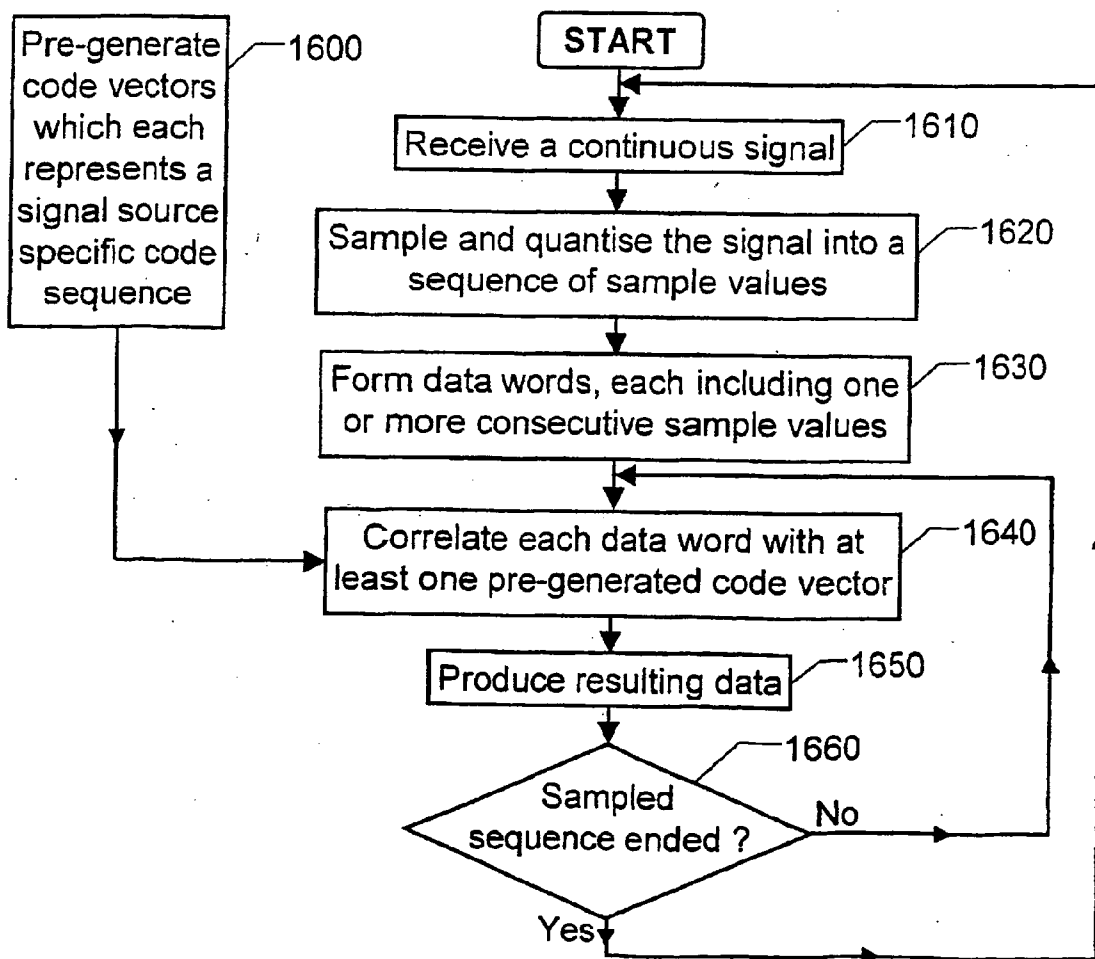 Pre-generate
code vectors
which each
represents a
signal source
specific code
sequence
1600
START
Receive a continuous signal
1610
Sample and quantise the signal into a
sequence of sample values
1620
Form data words, each including one
or more consecutive sample values
1630
Correlate each data word with at
least one pre-generated code vector
1640
Produce resulting data
1650
1660
Sampled
sequence ended ?
No
Yes